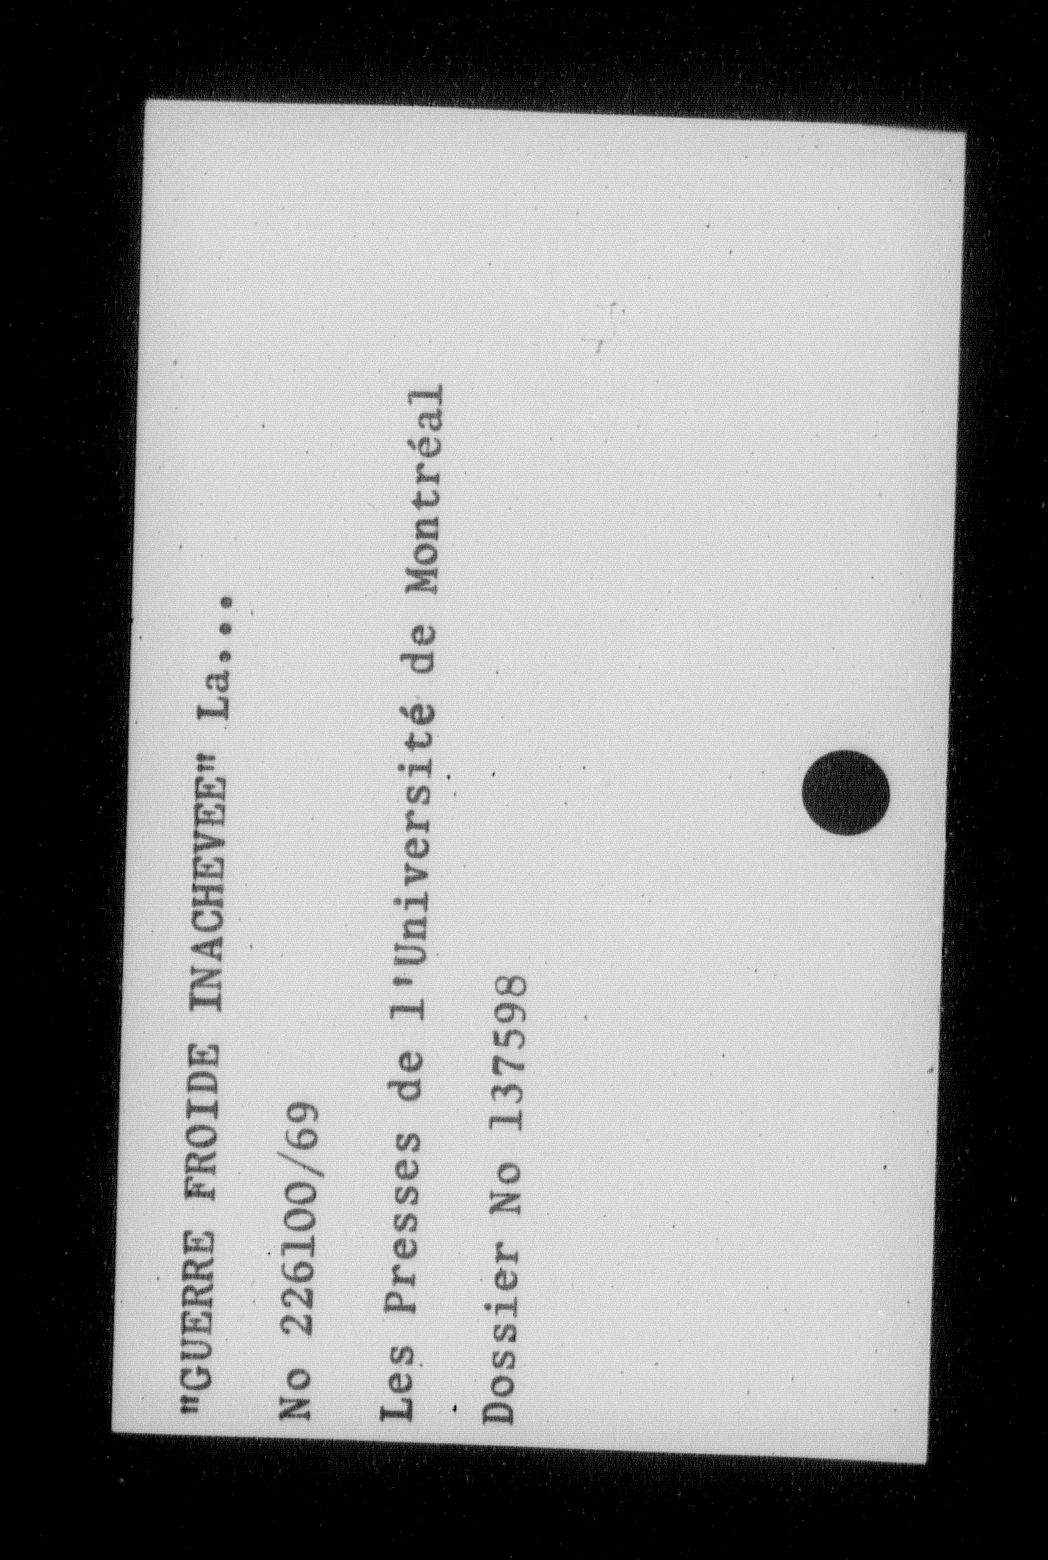 "GUERRE FROIDE INACHEVEE" La...
No 226100/69
Les Presses de l'Université de Montréal
Dossier No 137598